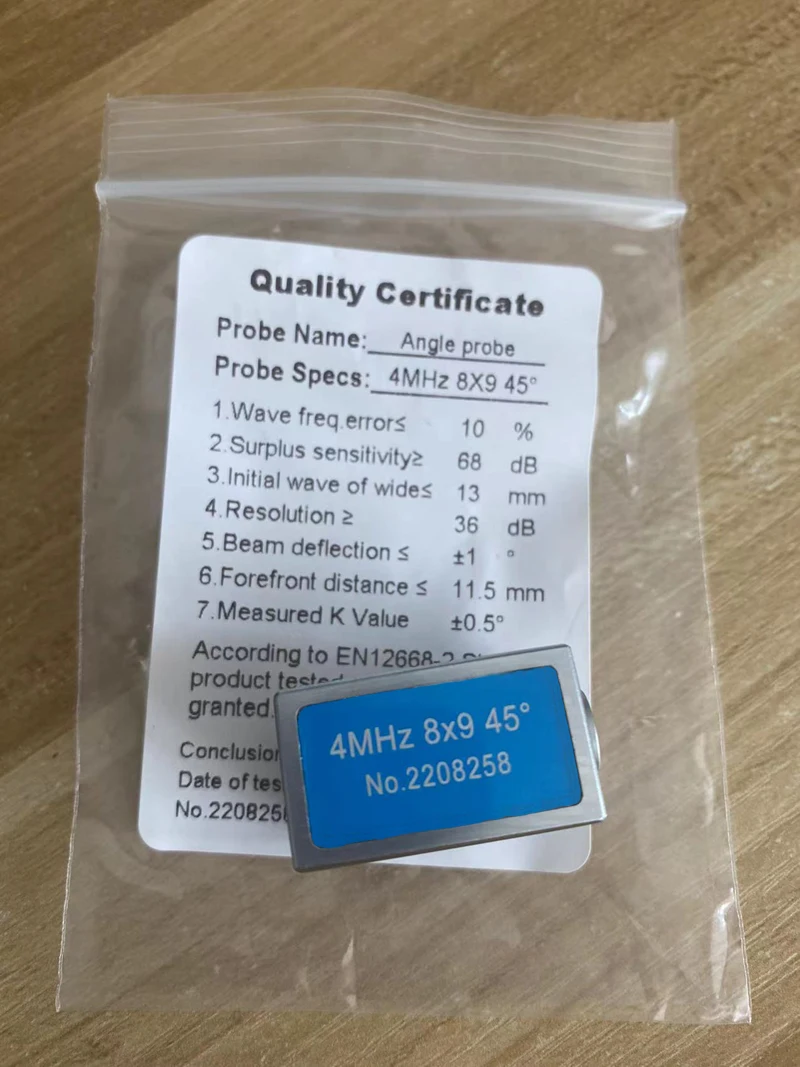 Quality Certificate
Probe Name: Angle probe
Probe Specs: 4MHz 8X9 45°
1.Wave freq.error≤ 10 %
2.Surplus sensitivity≥ 68 dB
3.Initial wave of wide≤ 13 mm
4.Resolution ≥ 36 dB
5.Beam deflection ≤ ±1 °
6.Forefront distance ≤ 11.5 mm
7.Measured K Value ±0.5°
According to EN12668-2
product
granted.
Date of
4MHz 8x9 45°
No.2208258